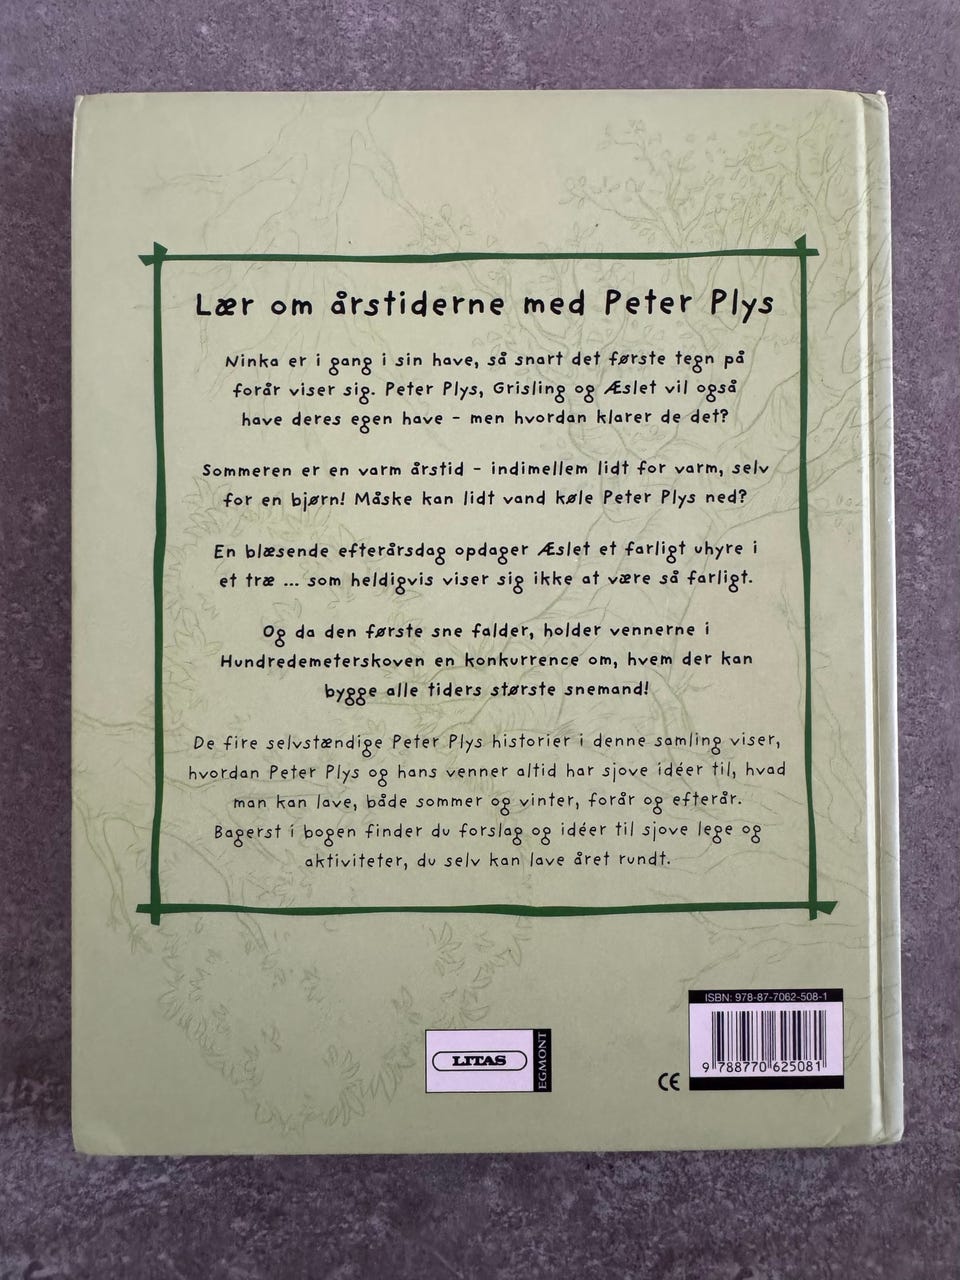 Lær om årstiderne med Peter Plys
Ninka er i gang i sin have, så snart det første tegn på
forår viser sig. Peter Plys, Grisling og Æslet vil også
have deres egen have - men hvordan klarer de det?
Sommeren er en varm årstid - indimellem lidt for varm, selv
for en bjørn! Måske kan lidt vand køle Peter Plys ned?
En blæsende efterårsdag opdager Æslet et farligt uhyre i
et træ ... som heldigvis viser sig ikke at være så farligt.
Og da den første sne falder, holder vennerne i
Hundredemeterskoven en konkurrence om, hvem der kan
bygge alle tiders største snemand!
De fire selvstændige Peter Plys historier i denne samling viser,
hvordan Peter Plys og hans venner altid har sjove idéer til, hvad
man kan lave, både sommer og vinter, forår og efterår.
Bagerst i bogen finder du forslag og idéer til sjove lege og
aktiviteter, du selv kan lave året rundt.
LITAS
EGMONT
CE
ISBN: 978-87-7062-508-1
9 788770 625081